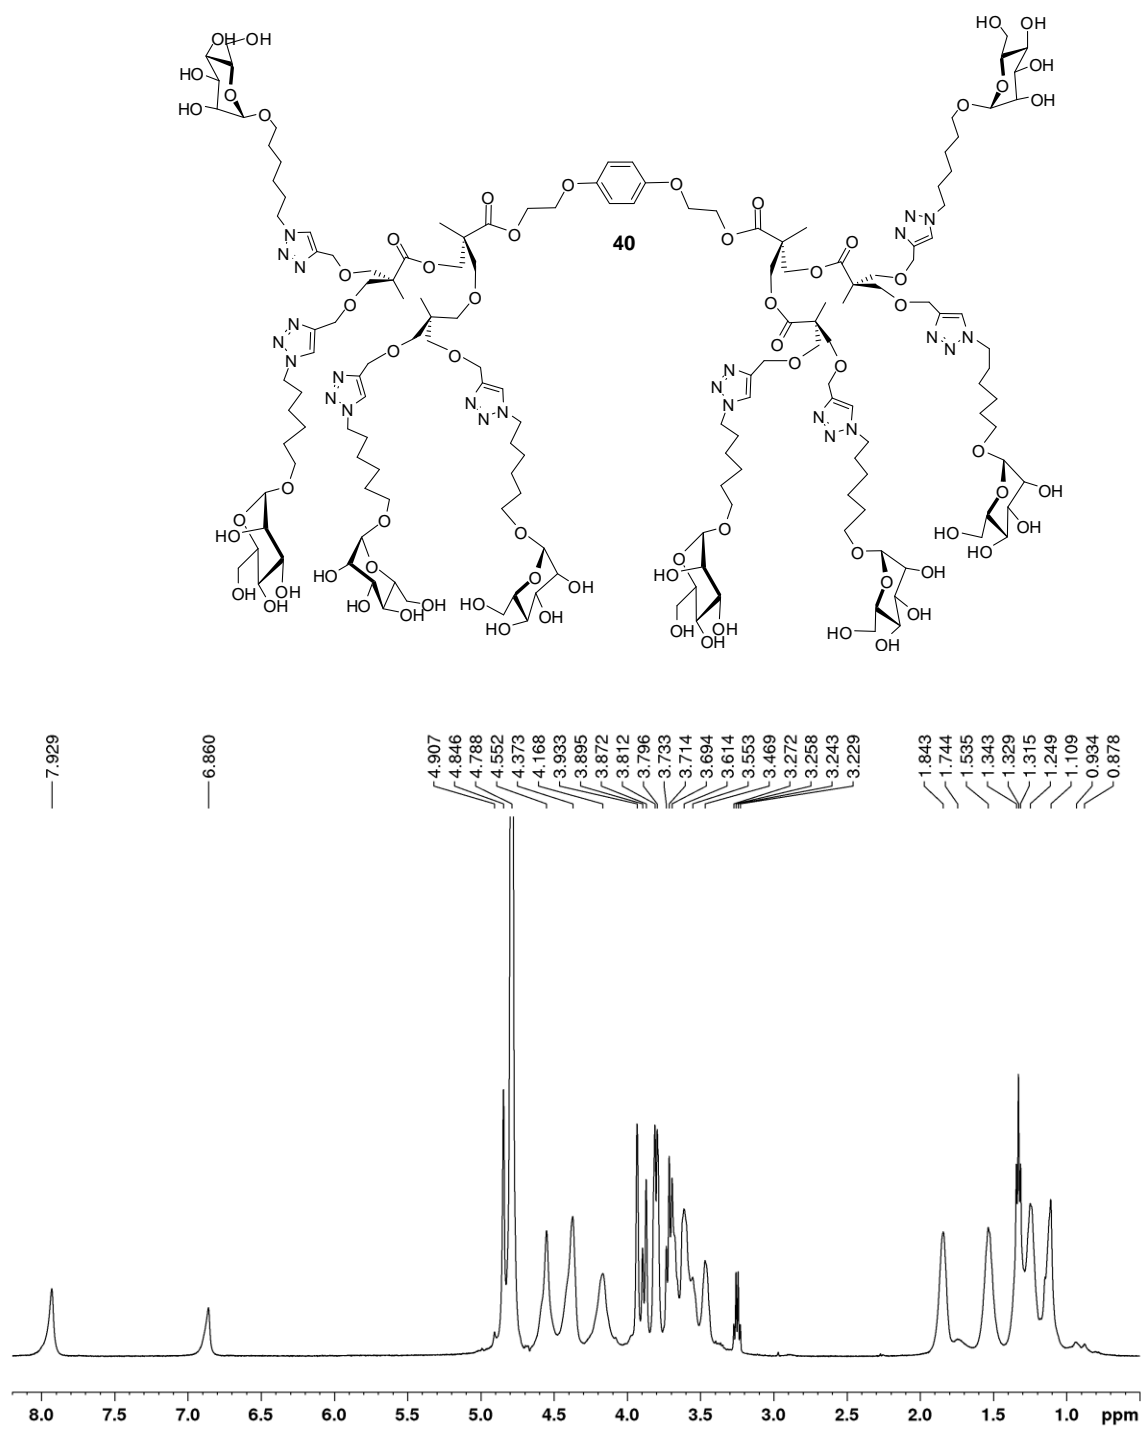 OH OH
HO
HO
O
O
HO OH
OH
O
OH
O
N
N
N
O
O
O
O
O
O
O
40
O
O
O
O
O
N
N
N
O
O
N
N
N
O
O
O
O
N
N
N
N
N
N
O
O
O
O
N
N
N
N
N
N
N
N
N
O
O
HO
OH
OH
OH
O
HO
O
HO
OH
OH
O
O
OH
HO
OH
HO
O
O
HO
OH
OH
OH
O
O
OH
OH
HO
OH
O
O
OH
OH
HO
HO
7.929
6.860
4.907
4.846
4.788
4.552
4.373
4.168
3.933
3.895
3.872
3.812
3.796
3.733
3.714
3.694
3.614
3.553
3.469
3.272
3.258
3.243
3.229
1.843
1.744
1.535
1.343
1.329
1.315
1.249
1.109
0.934
0.878
8.0 7.5 7.0 6.5 6.0 5.5 5.0 4.5 4.0 3.5 3.0 2.5 2.0 1.5 1.0 ppm